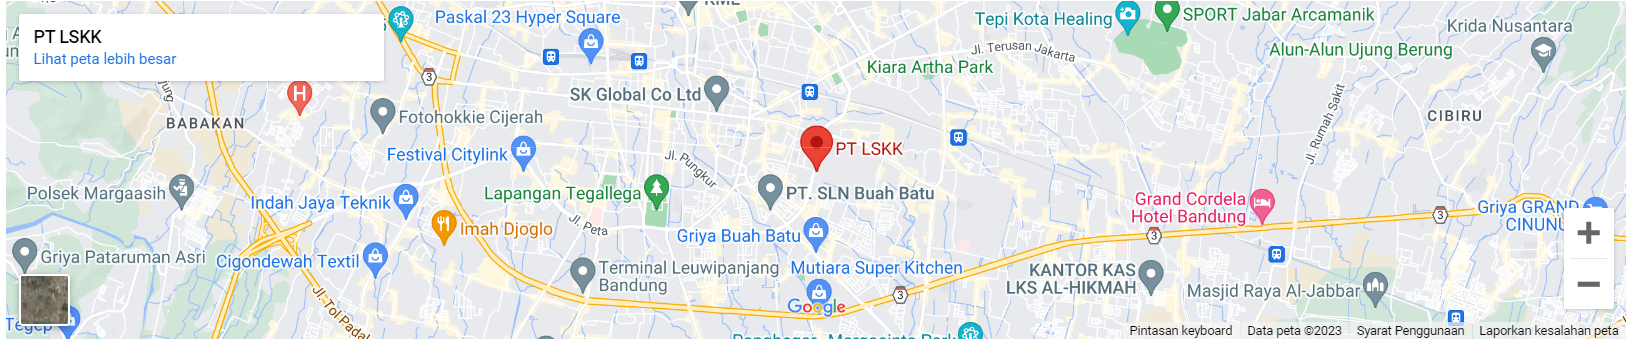 PT LSKK
Lihat peta lebih besar
Paskal 23 Hyper Square
Tepi Kota Healing
SPORT Jabar Arcamanik
Krida Nusantara
Jl. Terusan Jakarta
Alun-Alun Ujung Berung
Kiara Artha Park
3
SK Global Co Ltd
H
BABAKAN
Fotohokkie Cijerah
CIBIRU
Jl. Rumah Sakit
PT LSKK
Festival Citylink
Jl. Pungkur
Polsek Margaasih
Lapangan Tegallega
PT. SLN Buah Batu
Indah Jaya Teknik
Grand Cordela
Hotel Bandung
Griya GRAND
CINUNU
3
Jl. Peta
Imah Djoglo
Griya Buah Batu
3
Griya Pataruman Asri
Cigondewah Textil
Terminal Leuwipanjang
Bandung
Mutiara Super Kitchen
KANTOR KAS
LKS AL-HIKMAH
Masjid Raya Al-Jabbar
3
Jl. Tol Padal
Google
Tegep
Pintasan keyboard
Data peta ©2023
Syarat Penggunaan
Laporkan kesalahan peta